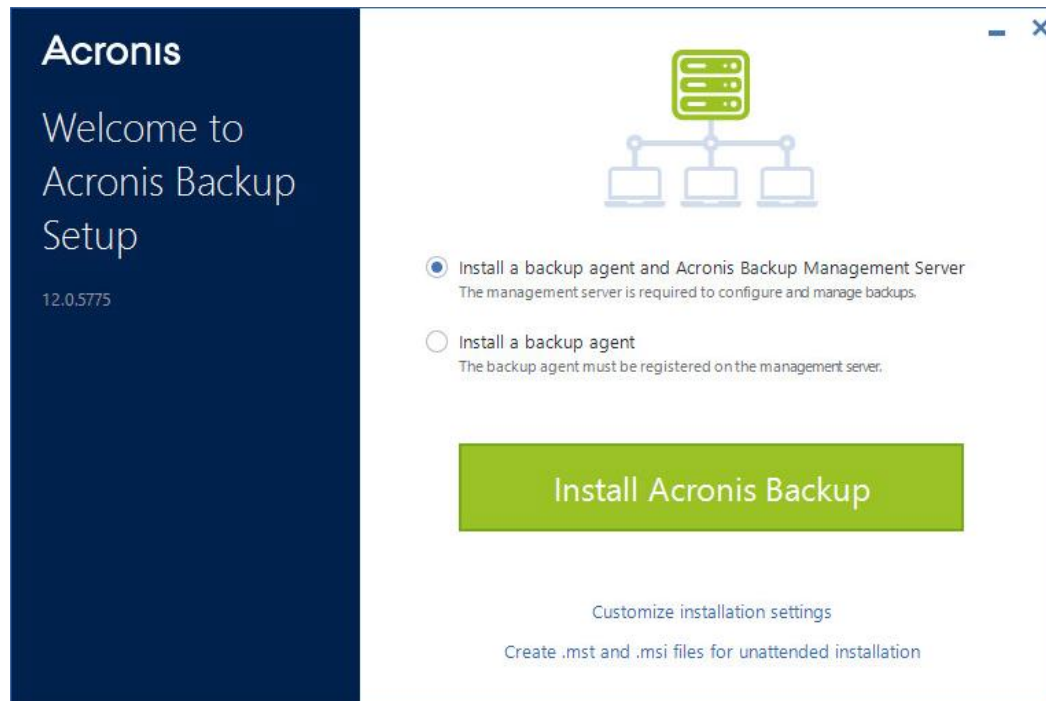 Acronis
Welcome to
Acronis Backup
Setup
12.0.5775
Install a backup agent and Acronis Backup Management Server
The management server is required to configure and manage backups.
Install a backup agent
The backup agent must be registered on the management server.
Install Acronis Backup
Customize installation settings
Create .mst and .msi files for unattended installation